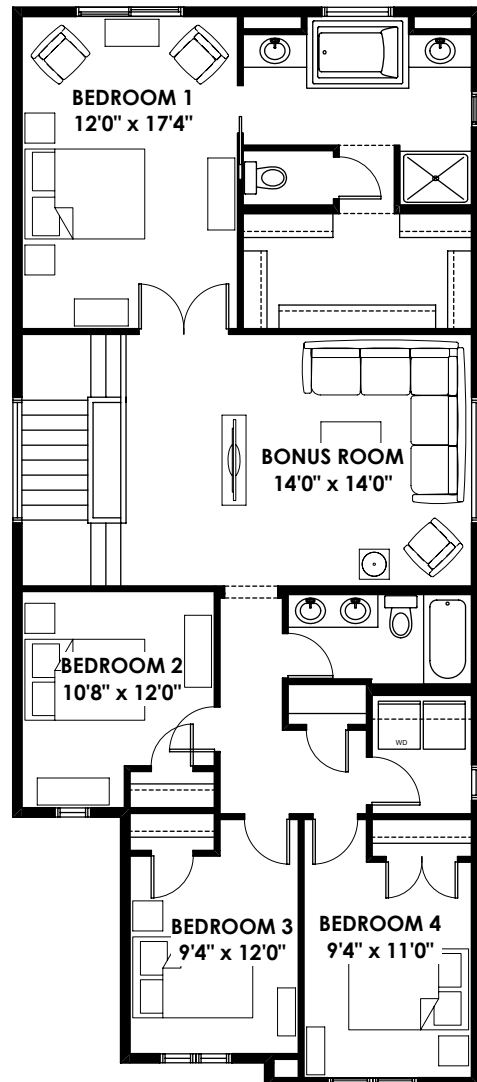 BEDROOM 1
12'0" x 17'4"
BONUS ROOM
14'0" x 14'0"
BEDROOM 2
10'8" x 12'0"
WD
BEDROOM 3
9'4" x 12'0"
BEDROOM 4
9'4" x 11'0"